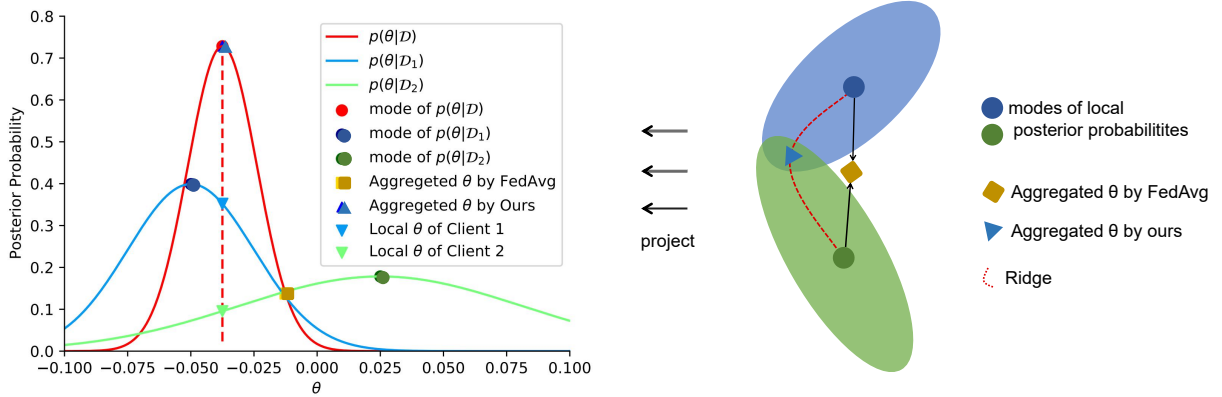 0.8
0.7
0.6
0.5
0.4
0.3
0.2
0.1
0.0
Posterior Probability
−0.100 −0.075 −0.050 −0.025 0.000 0.025 0.050 0.075 0.100
θ
p(θ|𝒟)
p(θ|𝒟₁)
p(θ|𝒟₂)
mode of p(θ|𝒟)
mode of p(θ|𝒟₁)
mode of p(θ|𝒟₂)
Aggregeted θ by FedAvg
Aggregeted θ by Ours
Local θ of Client 1
Local θ of Client 2
project
modes of local
posterior probabilitites
Aggregated θ by FedAvg
Aggregated θ by ours
Ridge